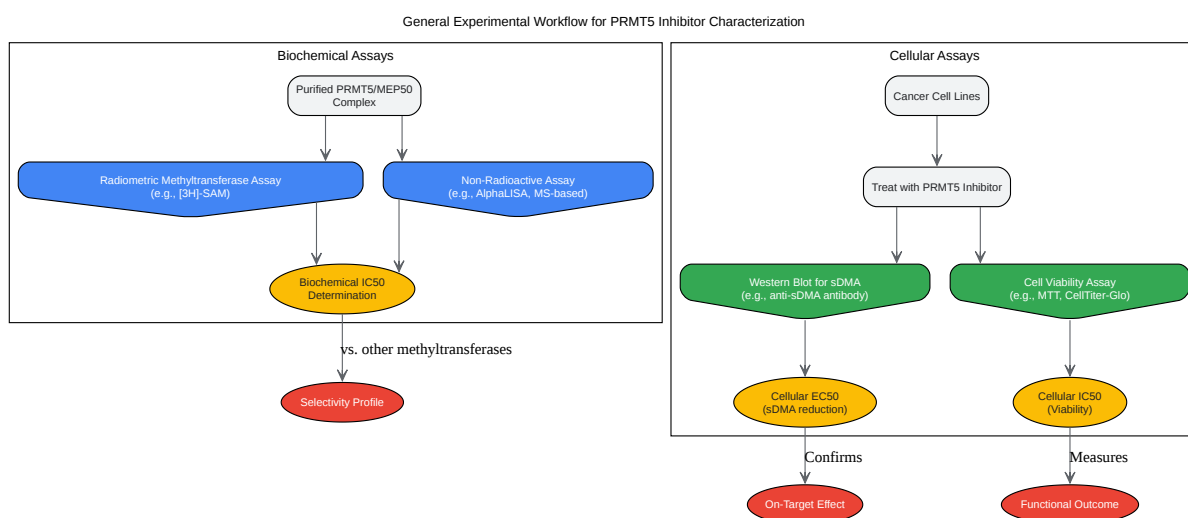 General Experimental Workflow for PRMT5 Inhibitor Characterization
Biochemical Assays
Purified PRMT5/MEP50
Complex
Radiometric Methyltransferase Assay
(e.g., [3H]-SAM)
Non-Radioactive Assay
(e.g., AlphaLISA, MS-based)
Biochemical IC50
Determination
vs. other methyltransferases
Selectivity Profile
Cellular Assays
Cancer Cell Lines
Treat with PRMT5 Inhibitor
Western Blot for sDMA
(e.g., anti-sDMA antibody)
Cell Viability Assay
(e.g., MTT, CellTiter-Glo)
Cellular EC50
(sDMA reduction)
Cellular IC50
(Viability)
Confirms
Measures
On-Target Effect
Functional Outcome